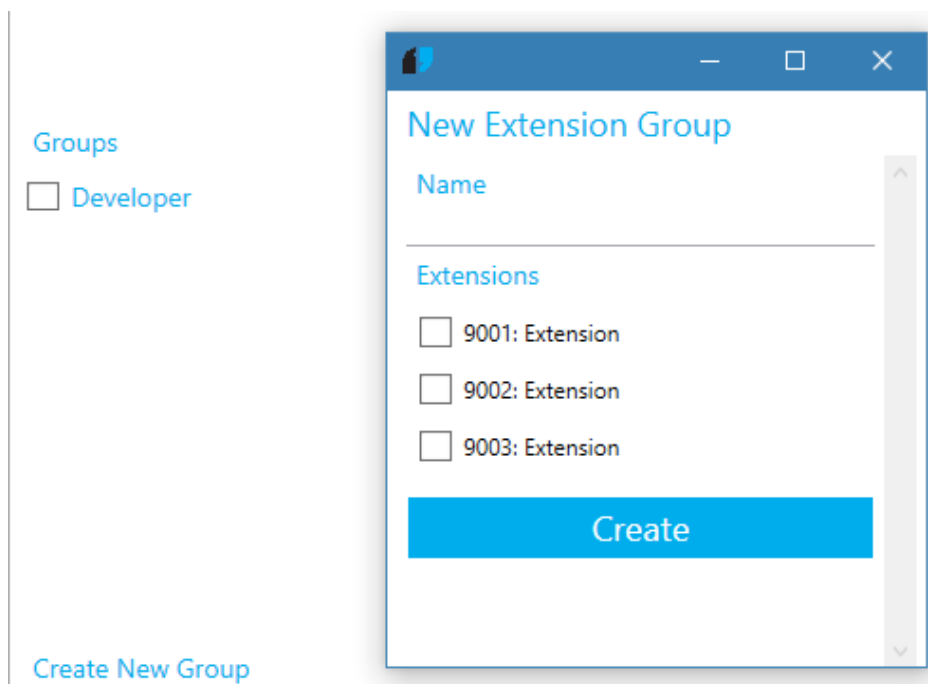 Groups
Developer
Create New Group
New Extension Group
Name
Extensions
9001: Extension
9002: Extension
9003: Extension
Create